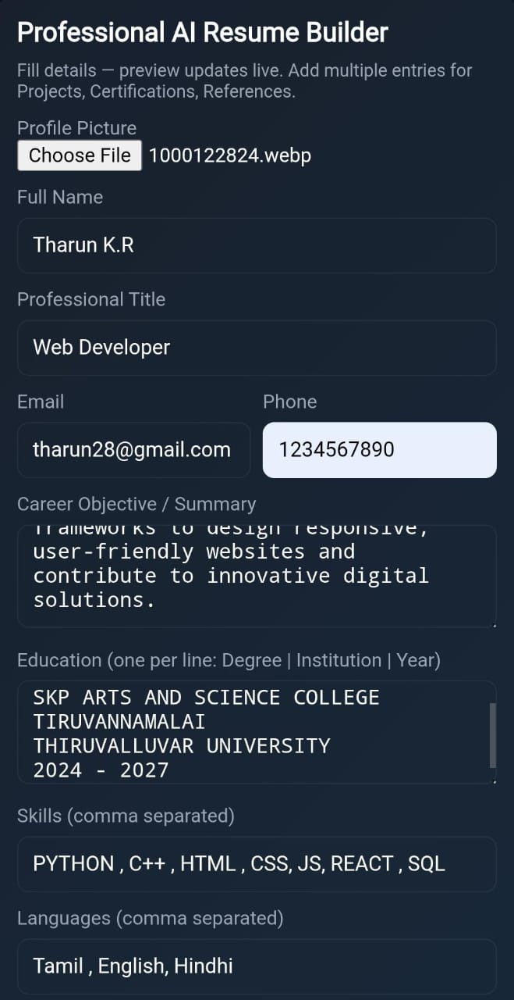 Professional AI Resume Builder
Fill details — preview updates live. Add multiple entries for
Projects, Certifications, References.
Profile Picture
Choose File 1000122824.webp
Full Name
Tharun K.R
Professional Title
Web Developer
Email Phone
tharun28@gmail.com 1234567890
Career Objective / Summary
frameworks to design responsive,
user-friendly websites and
contribute to innovative digital
solutions.
Education (one per line: Degree | Institution | Year)
SKP ARTS AND SCIENCE COLLEGE
TIRUVANNAMALAI
THIRUVALLUVAR UNIVERSITY
2024 - 2027
Skills (comma separated)
PYTHON , C++ , HTML , CSS, JS, REACT , SQL
Languages (comma separated)
Tamil , English, Hindhi